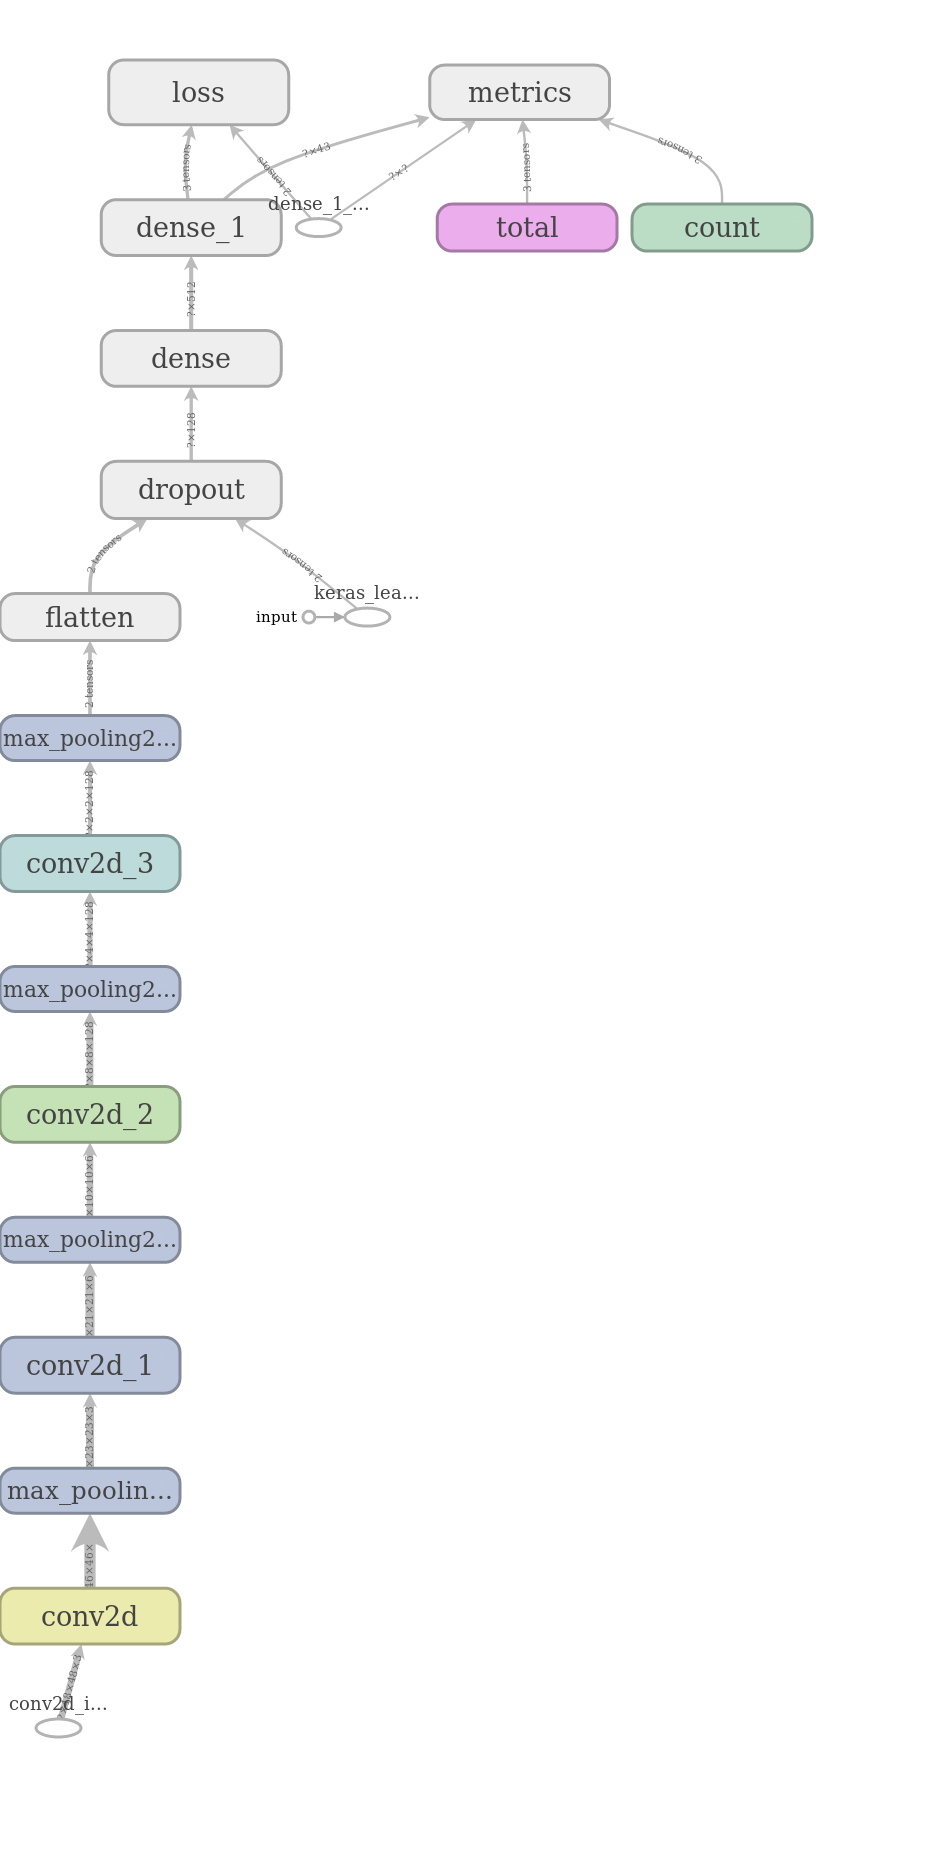 loss
metrics
3 tensors
2 tensors
?×43
?×?
3 tensors
3 tensors
dense_1
dense_1_...
total
count
?×512
dense
?×128
dropout
2 tensors
2 tensors
flatten
keras_lea...
input
2 tensors
max_pooling2...
×2×2×128
conv2d_3
×4×4×128
max_pooling2...
×8×8×128
conv2d_2
×10×10×6
max_pooling2...
×21×21×6
conv2d_1
×23×23×3
max_poolin...
46×46×
conv2d
?×48×48×3
conv2d_i...